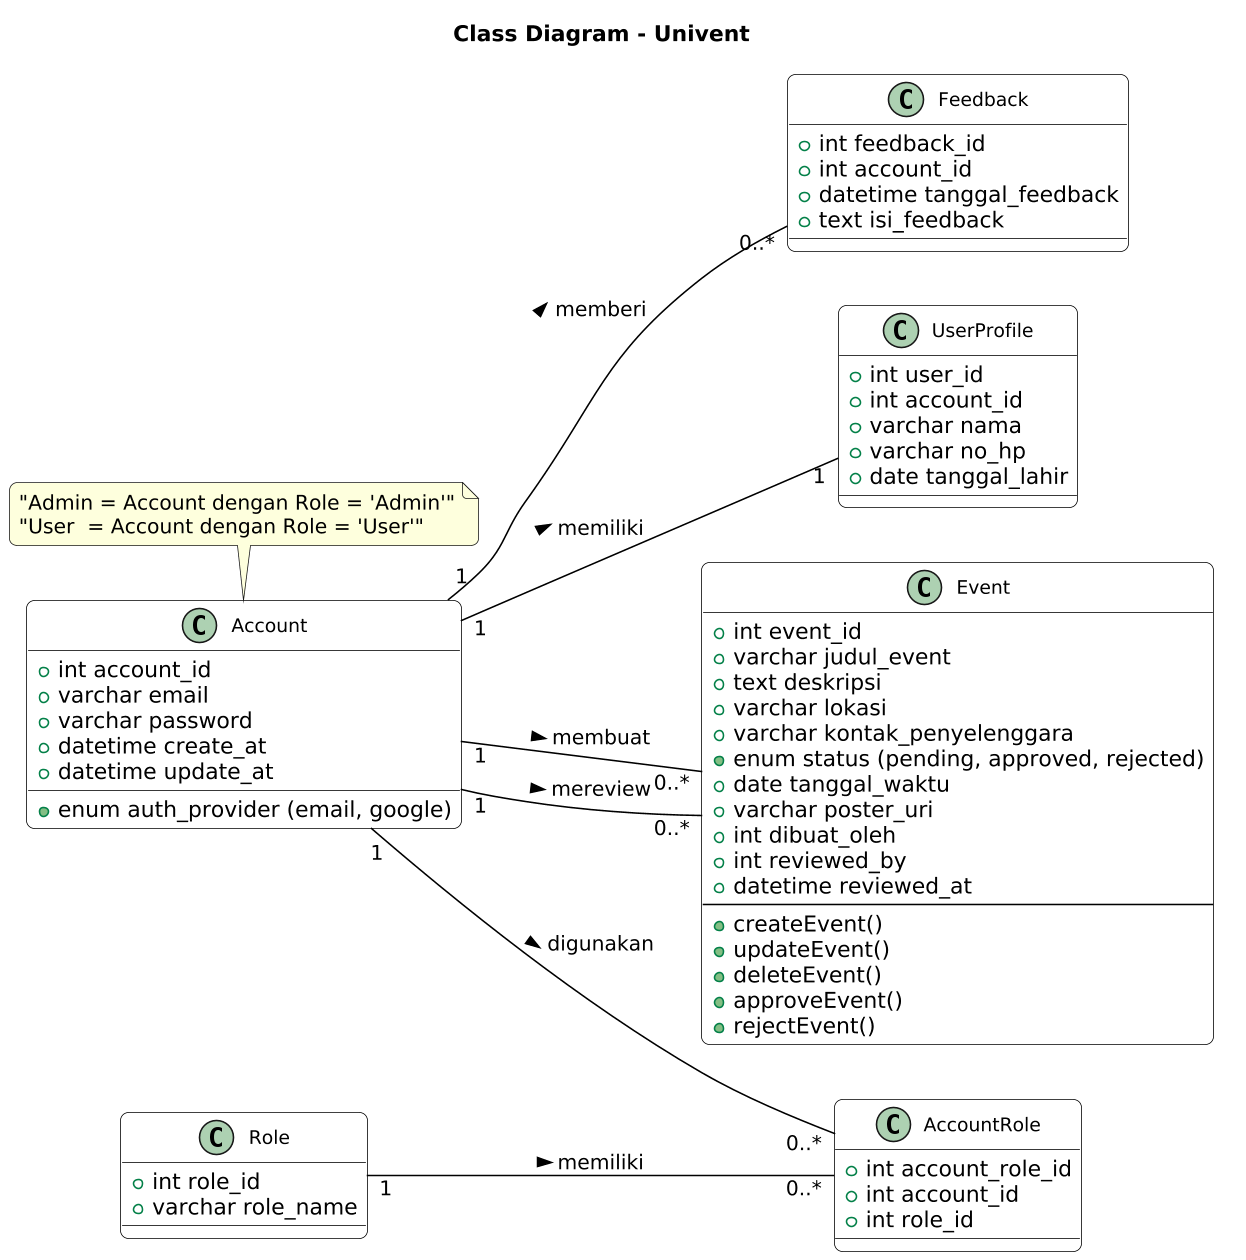 Class Diagram - Univent
C Feedback
int feedback_id
int account_id
datetime tanggal_feedback
text isi_feedback
0..*
memberi
1
C UserProfile
int user_id
int account_id
varchar nama
varchar no_hp
date tanggal_lahir
1
memiliki
1
"Admin = Account dengan Role = 'Admin'"
"User  = Account dengan Role = 'User'"
C Account
int account_id
varchar email
varchar password
datetime create_at
datetime update_at
enum auth_provider (email, google)
1
membuat
0..*
1
mereview
0..*
C Event
int event_id
varchar judul_event
text deskripsi
varchar lokasi
varchar kontak_penyelenggara
enum status (pending, approved, rejected)
date tanggal_waktu
varchar poster_uri
int dibuat_oleh
int reviewed_by
datetime reviewed_at
createEvent()
updateEvent()
deleteEvent()
approveEvent()
rejectEvent()
1
digunakan
0..*
C Role
int role_id
varchar role_name
1
memiliki
0..*
C AccountRole
int account_role_id
int account_id
int role_id